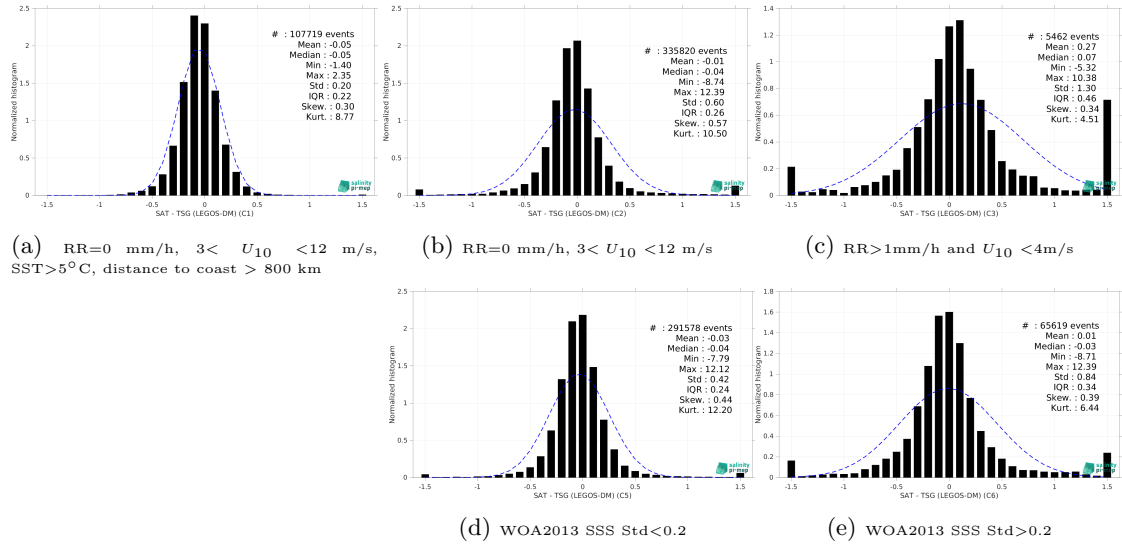 Normalized histogram
2.5
2
1.5
1
0.5
0
-1.5 -1 -0.5 0 0.5 1 1.5
# : 107719 events
Mean : -0.05
Median : -0.05
Min : -1.40
Max : 2.35
Std : 0.20
IQR : 0.22
Skew. : 0.30
Kurt. : 8.77
salinity
pi-mep
SAT - TSG (LEGOS-DM) (C1)
(a) RR=0 mm/h, 3< U10 <12 m/s,
SST>5°C, distance to coast > 800 km
Normalized histogram
2.5
2
1.5
1
0.5
0
-1.5 -1 -0.5 0 0.5 1 1.5
# : 335820 events
Mean : -0.01
Median : -0.04
Min : -8.74
Max : 12.39
Std : 0.60
IQR : 0.26
Skew. : 0.57
Kurt. : 10.50
salinity
pi-mep
SAT - TSG (LEGOS-DM) (C2)
(b) RR=0 mm/h, 3< U10 <12 m/s
Normalized histogram
1.4
1.2
1
0.8
0.6
0.4
0.2
0
-1.5 -1 -0.5 0 0.5 1 1.5
# : 5462 events
Mean : 0.27
Median : 0.07
Min : -5.32
Max : 10.38
Std : 1.30
IQR : 0.46
Skew. : 0.34
Kurt. : 4.51
salinity
pi-mep
SAT - TSG (LEGOS-DM) (C3)
(c) RR>1mm/h and U10 <4m/s
Normalized histogram
2.5
2
1.5
1
0.5
0
-1.5 -1 -0.5 0 0.5 1 1.5
# : 291578 events
Mean : -0.03
Median : -0.04
Min : -7.79
Max : 12.12
Std : 0.42
IQR : 0.24
Skew. : 0.44
Kurt. : 12.20
salinity
pi-mep
SAT - TSG (LEGOS-DM) (C5)
(d) WOA2013 SSS Std<0.2
Normalized histogram
1.8
1.6
1.4
1.2
1
0.8
0.6
0.4
0.2
0
-1.5 -1 -0.5 0 0.5 1 1.5
# : 65619 events
Mean : 0.01
Median : -0.03
Min : -8.71
Max : 12.39
Std : 0.84
IQR : 0.34
Skew. : 0.39
Kurt. : 6.44
salinity
pi-mep
SAT - TSG (LEGOS-DM) (C6)
(e) WOA2013 SSS Std>0.2